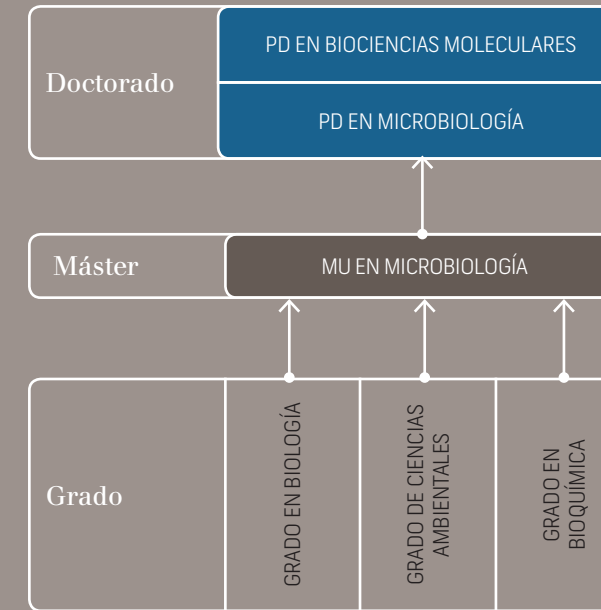 Doctorado
PD EN BIOCIENCIAS MOLECULARES
PD EN MICROBIOLOGÍA
Máster
MU EN MICROBIOLOGÍA
Grado
GRADO EN BIOLOGÍA
GRADO DE CIENCIAS
AMBIENTALES
GRADO EN
BIOQUÍMICA